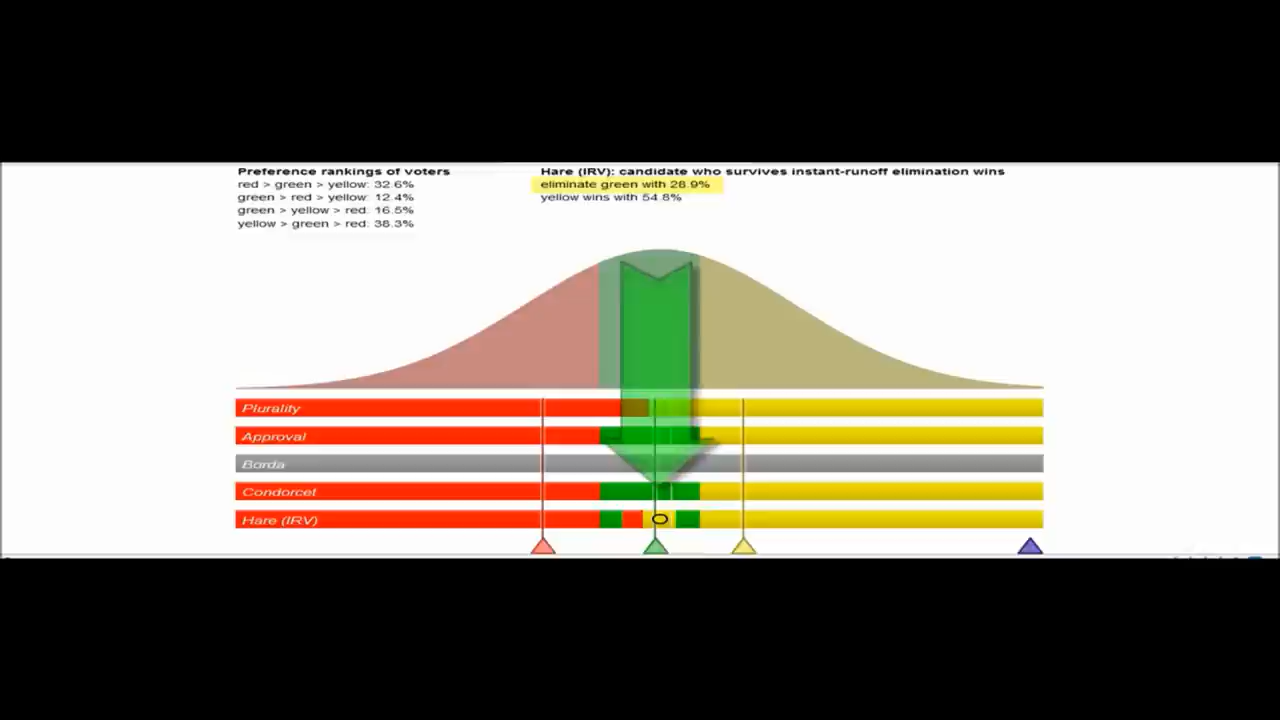 Preference rankings of voters
red > green > yellow: 32.6%
green > red > yellow: 12.4%
green > yellow > red: 16.5%
yellow > green > red: 38.3%
Hare (IRV): candidate who survives instant-runoff elimination wins
eliminate green with 28.9%
yellow wins with 54.8%
Plurality
Approval
Borda
Condorcet
Hare (IRV)